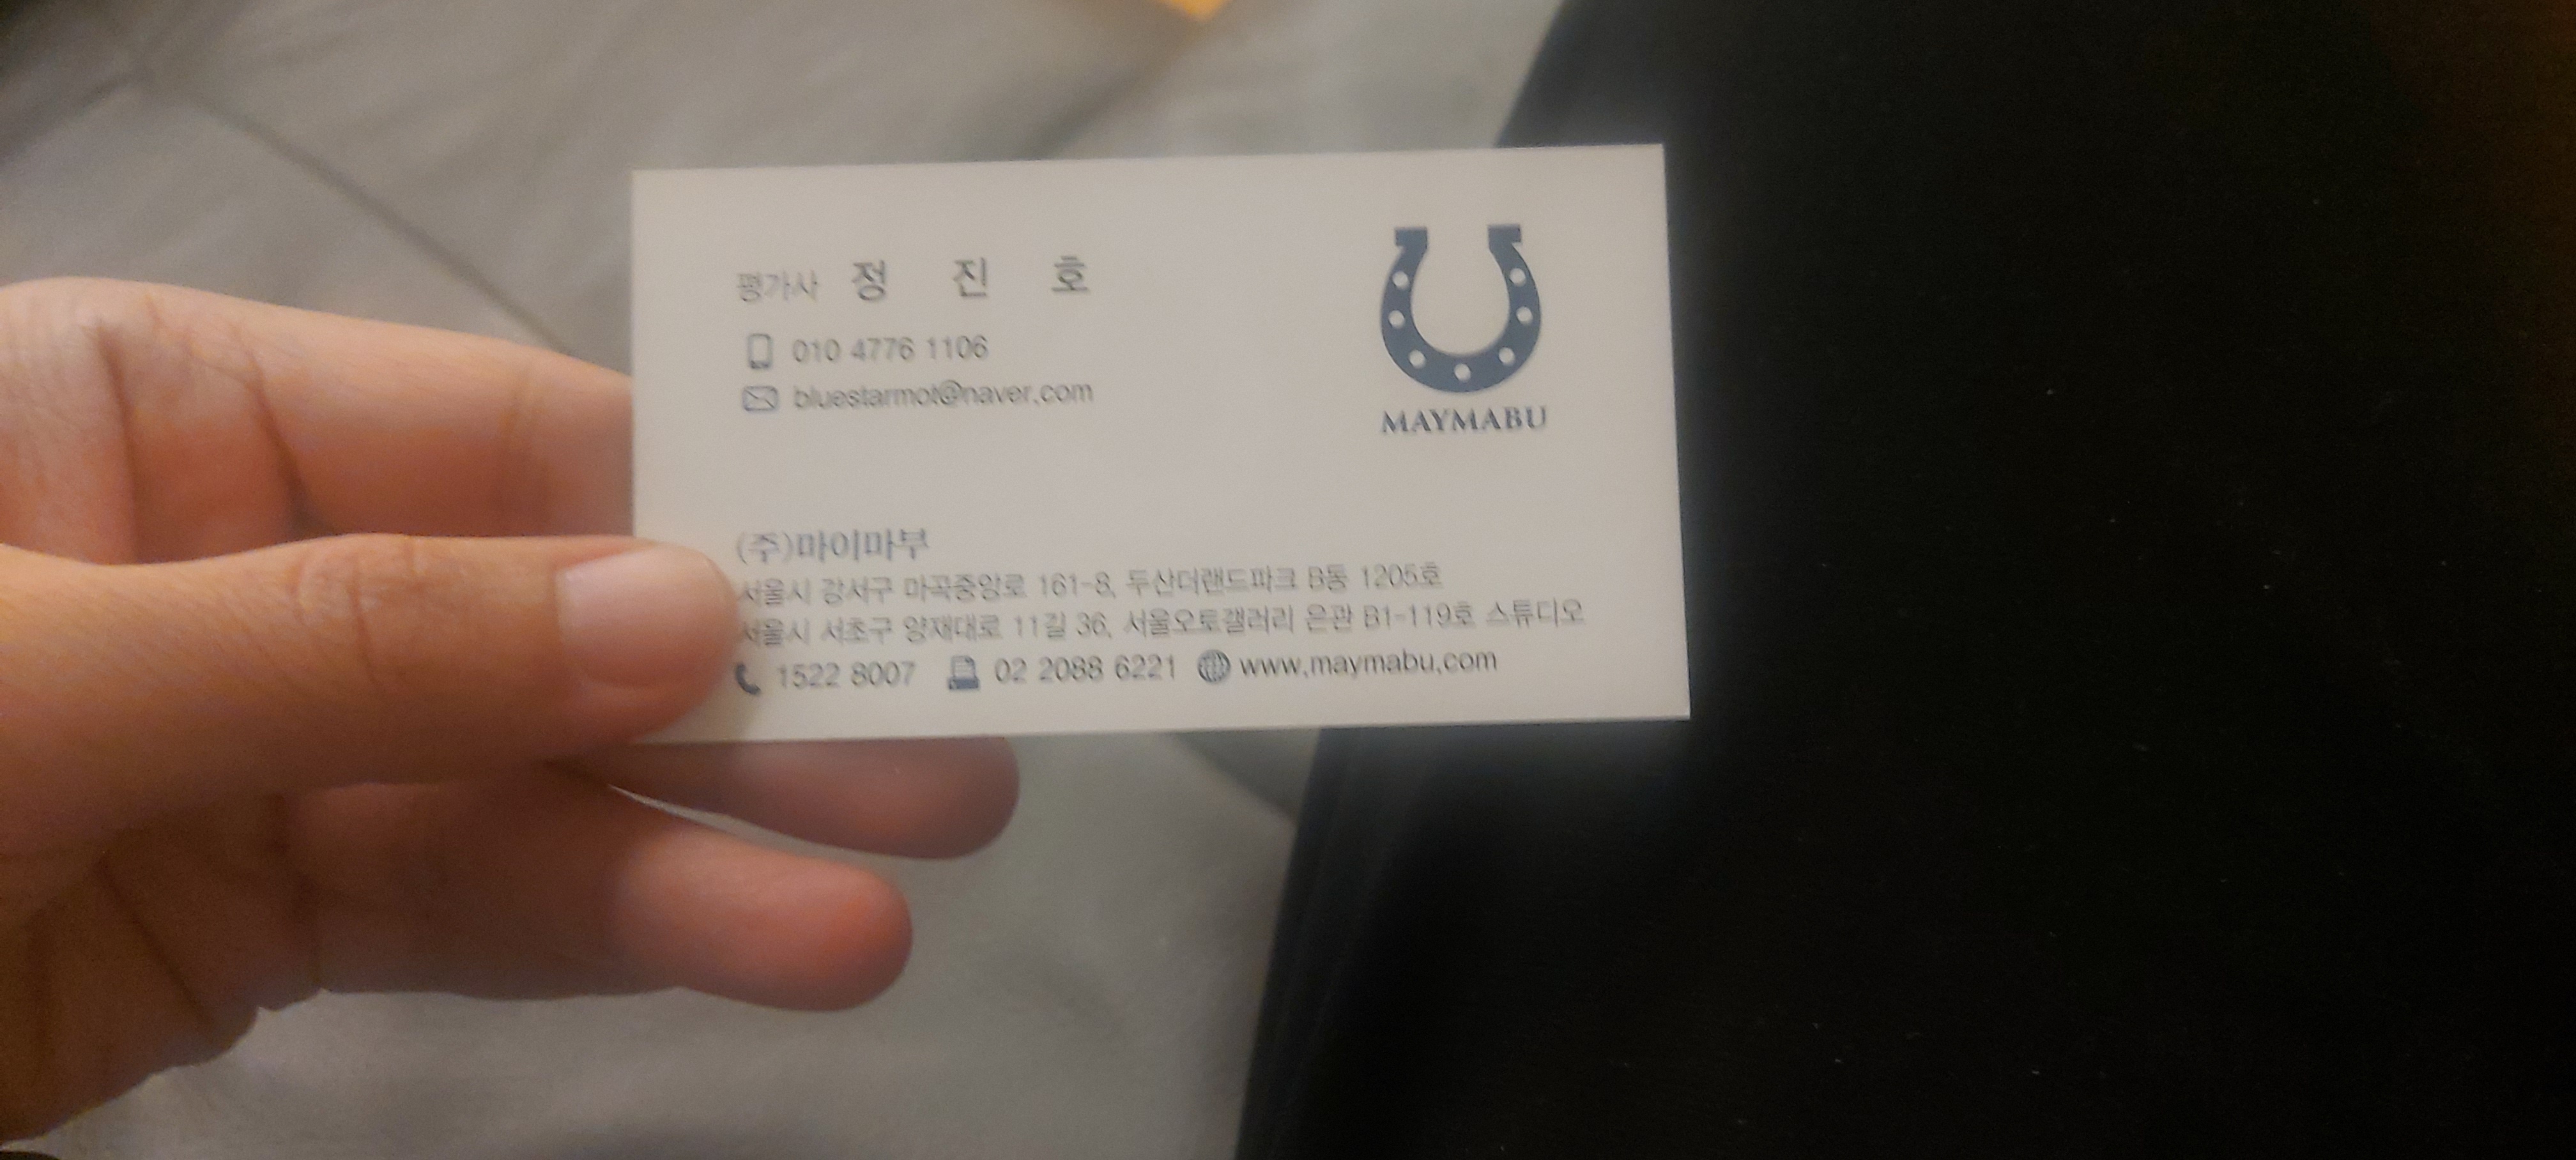 평가사 정 진 호
010 4776 1106
bluestarmot@naver.com
MAYMABU
(주)마이마부
서울시 강서구 마곡중앙로 161-8, 두산더랜드파크 B동 1205호
서울시 서초구 양재대로 11길 36, 서울오토갤러리 은관 B1-119호 스튜디오
1522 8007 02 2088 6221 www.maymabu.com